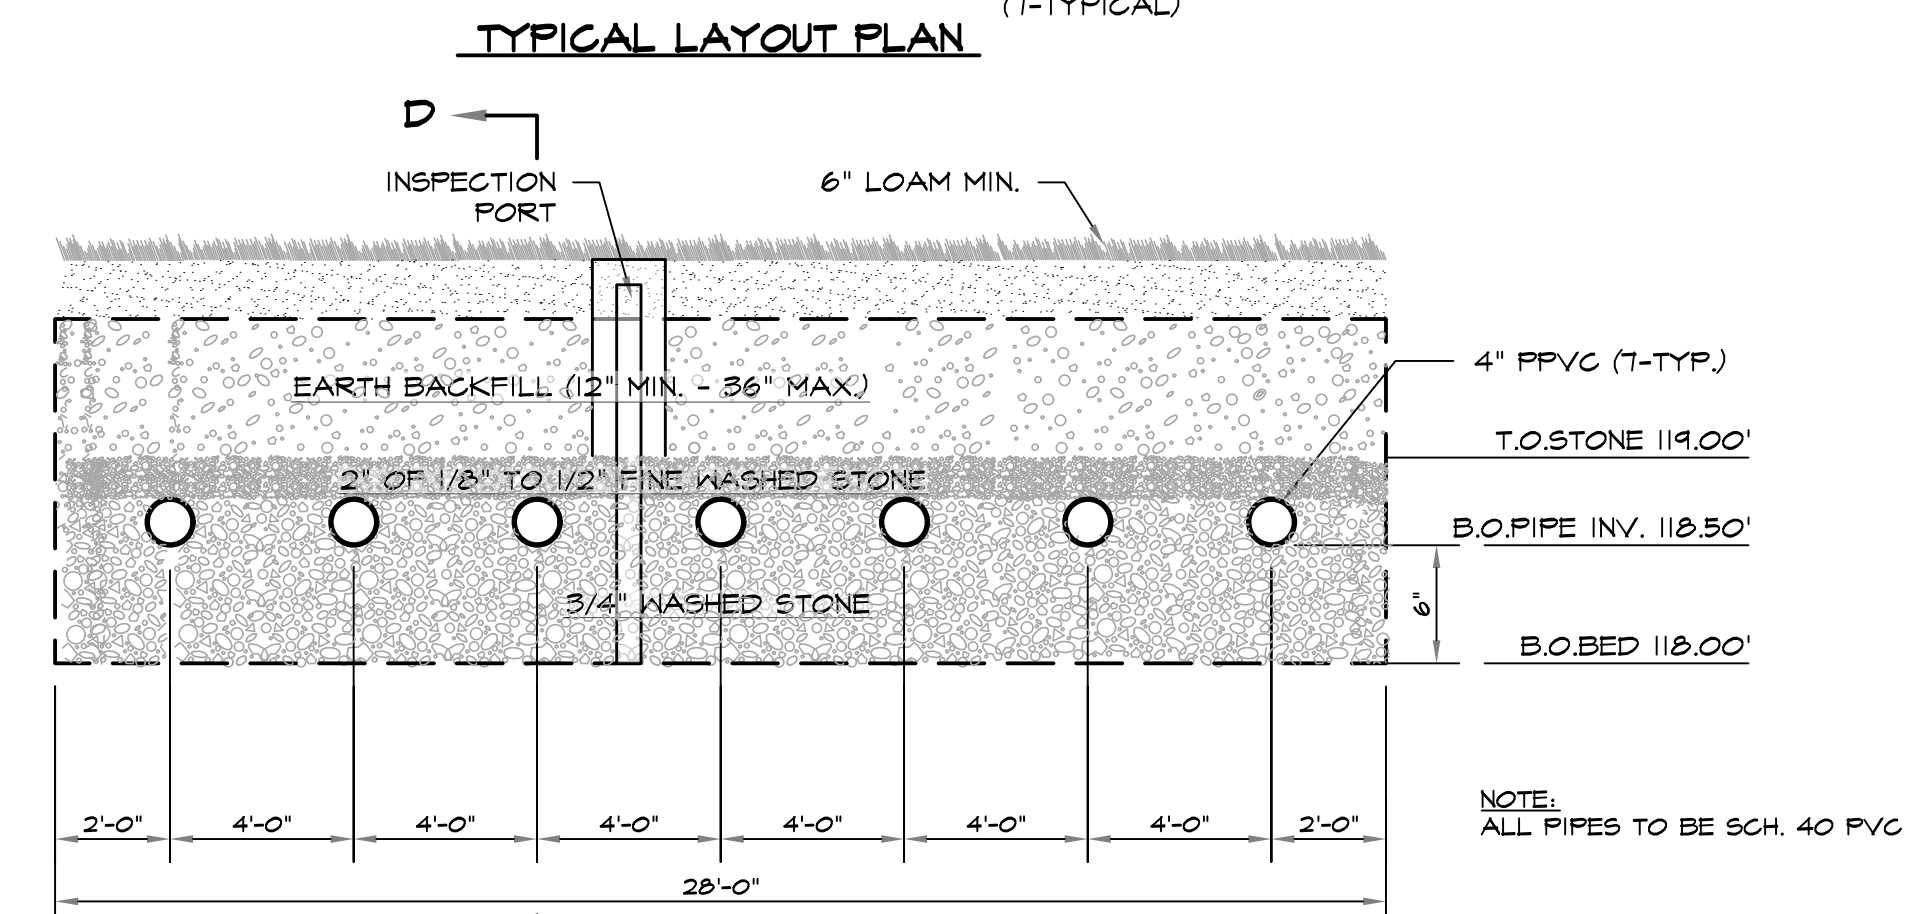 (7-TYPICAL)
TYPICAL LAYOUT PLAN
D
INSPECTION
PORT
6" LOAM MIN.
EARTH BACKFILL (12" MIN. - 36" MAX.)
4" PPVC (7-TYP.)
T.O.STONE 119.00'
2" OF 1/8" TO 1/2" FINE WASHED STONE
B.O.PIPE INV. 118.50'
3/4" WASHED STONE
6"
B.O.BED 118.00'
NOTE:
ALL PIPES TO BE SCH. 40 PVC
2'-0" 4'-0" 4'-0" 4'-0" 4'-0" 4'-0" 4'-0" 2'-0"
28'-0"